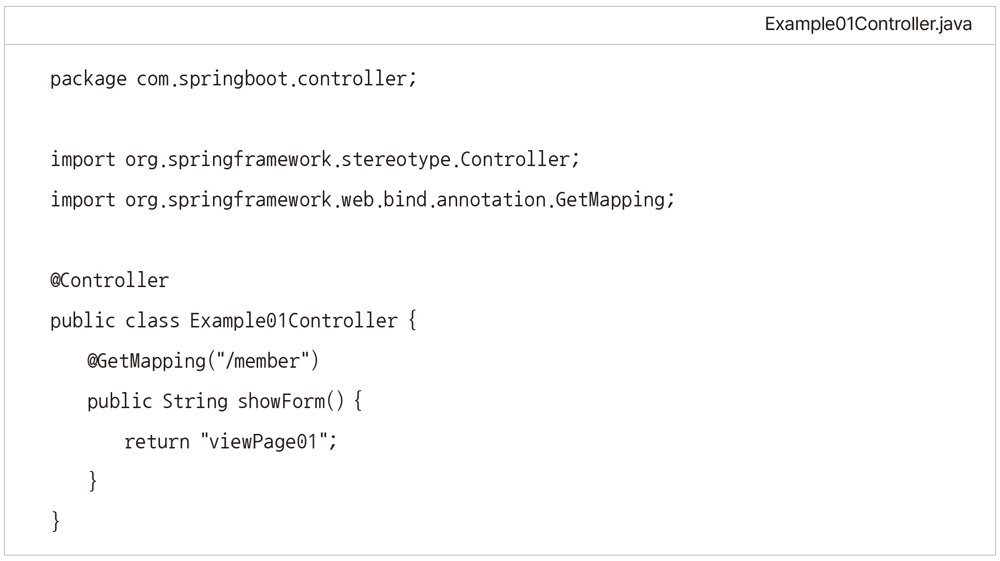 Example01Controller.java
package com.springboot.controller;
import org.springframework.stereotype.Controller;
import org.springframework.web.bind.annotation.GetMapping;
@Controller
public class Example01Controller {
@GetMapping("/member")
public String showForm() {
return "viewPage01";
}
}